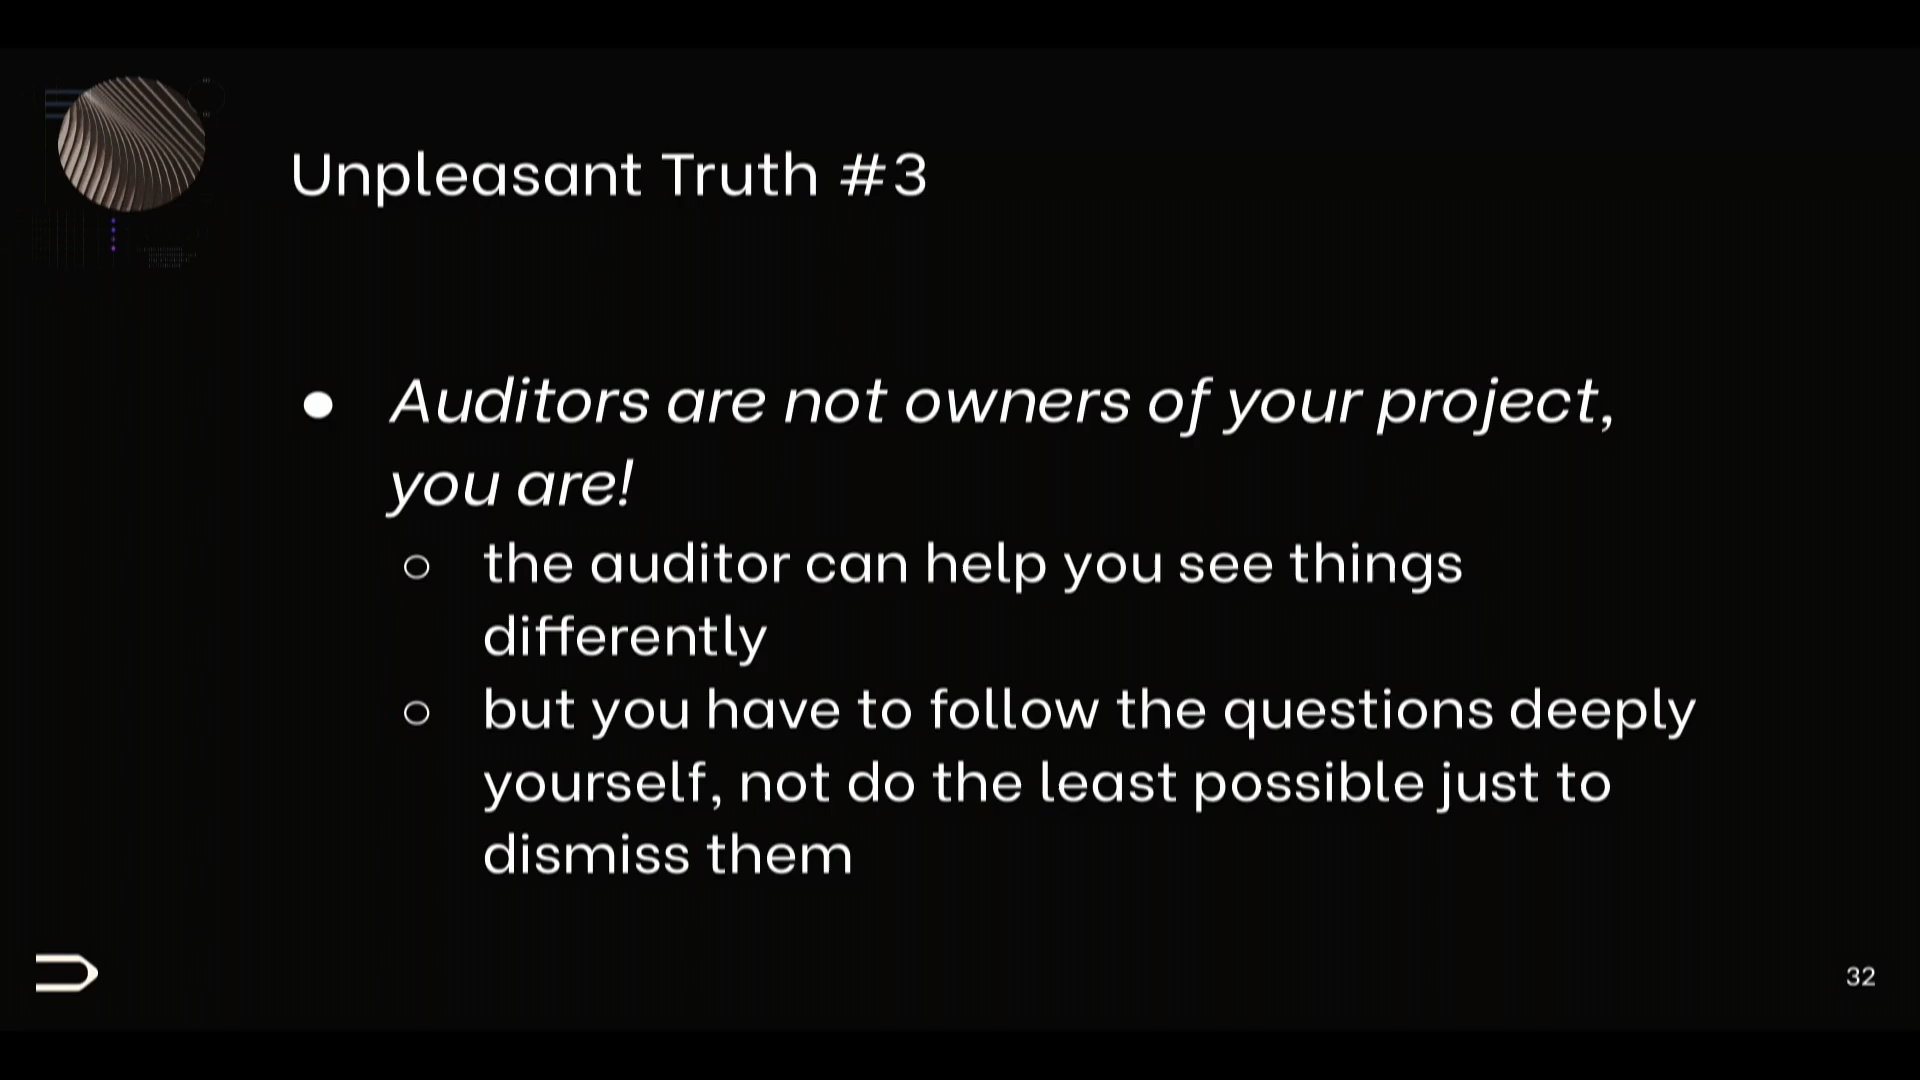 Unpleasant Truth #3
● Auditors are not owners of your project,
you are!
○ the auditor can help you see things
differently
○ but you have to follow the questions deeply
yourself, not do the least possible just to
dismiss them
32